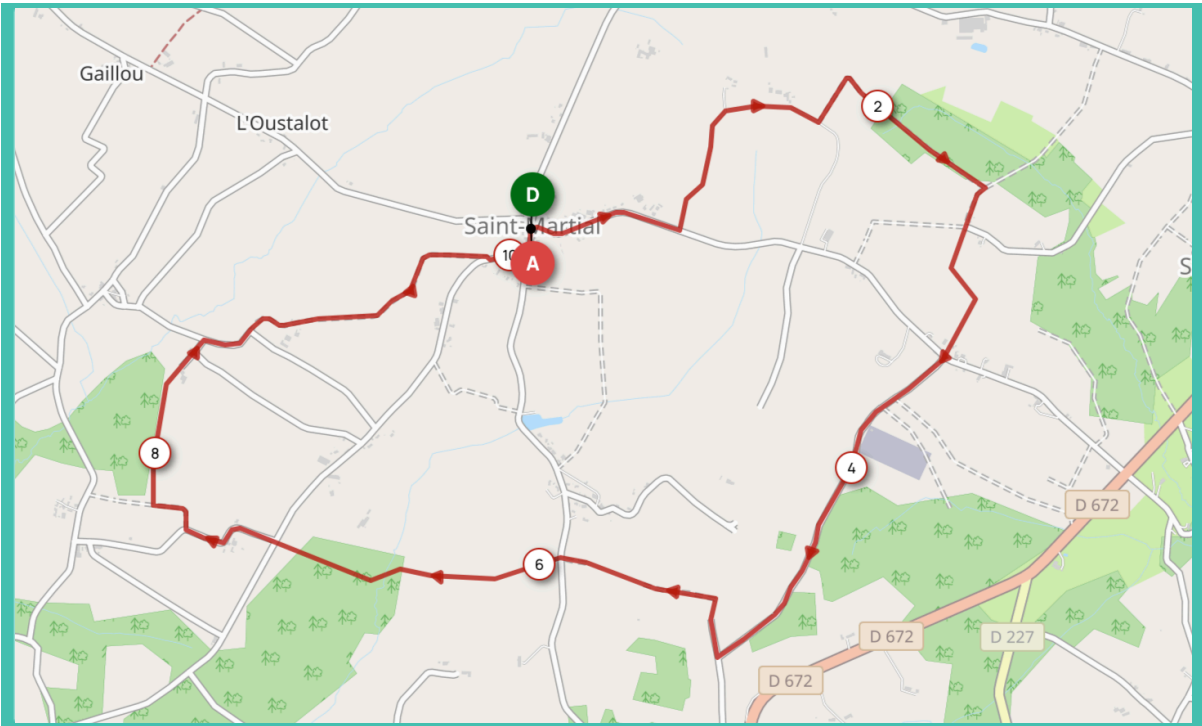 Gaillou
2
L'Oustalot
D
Saint-Martial
10
A
S
8
4
D 672
6
D 672
D 227
D 672